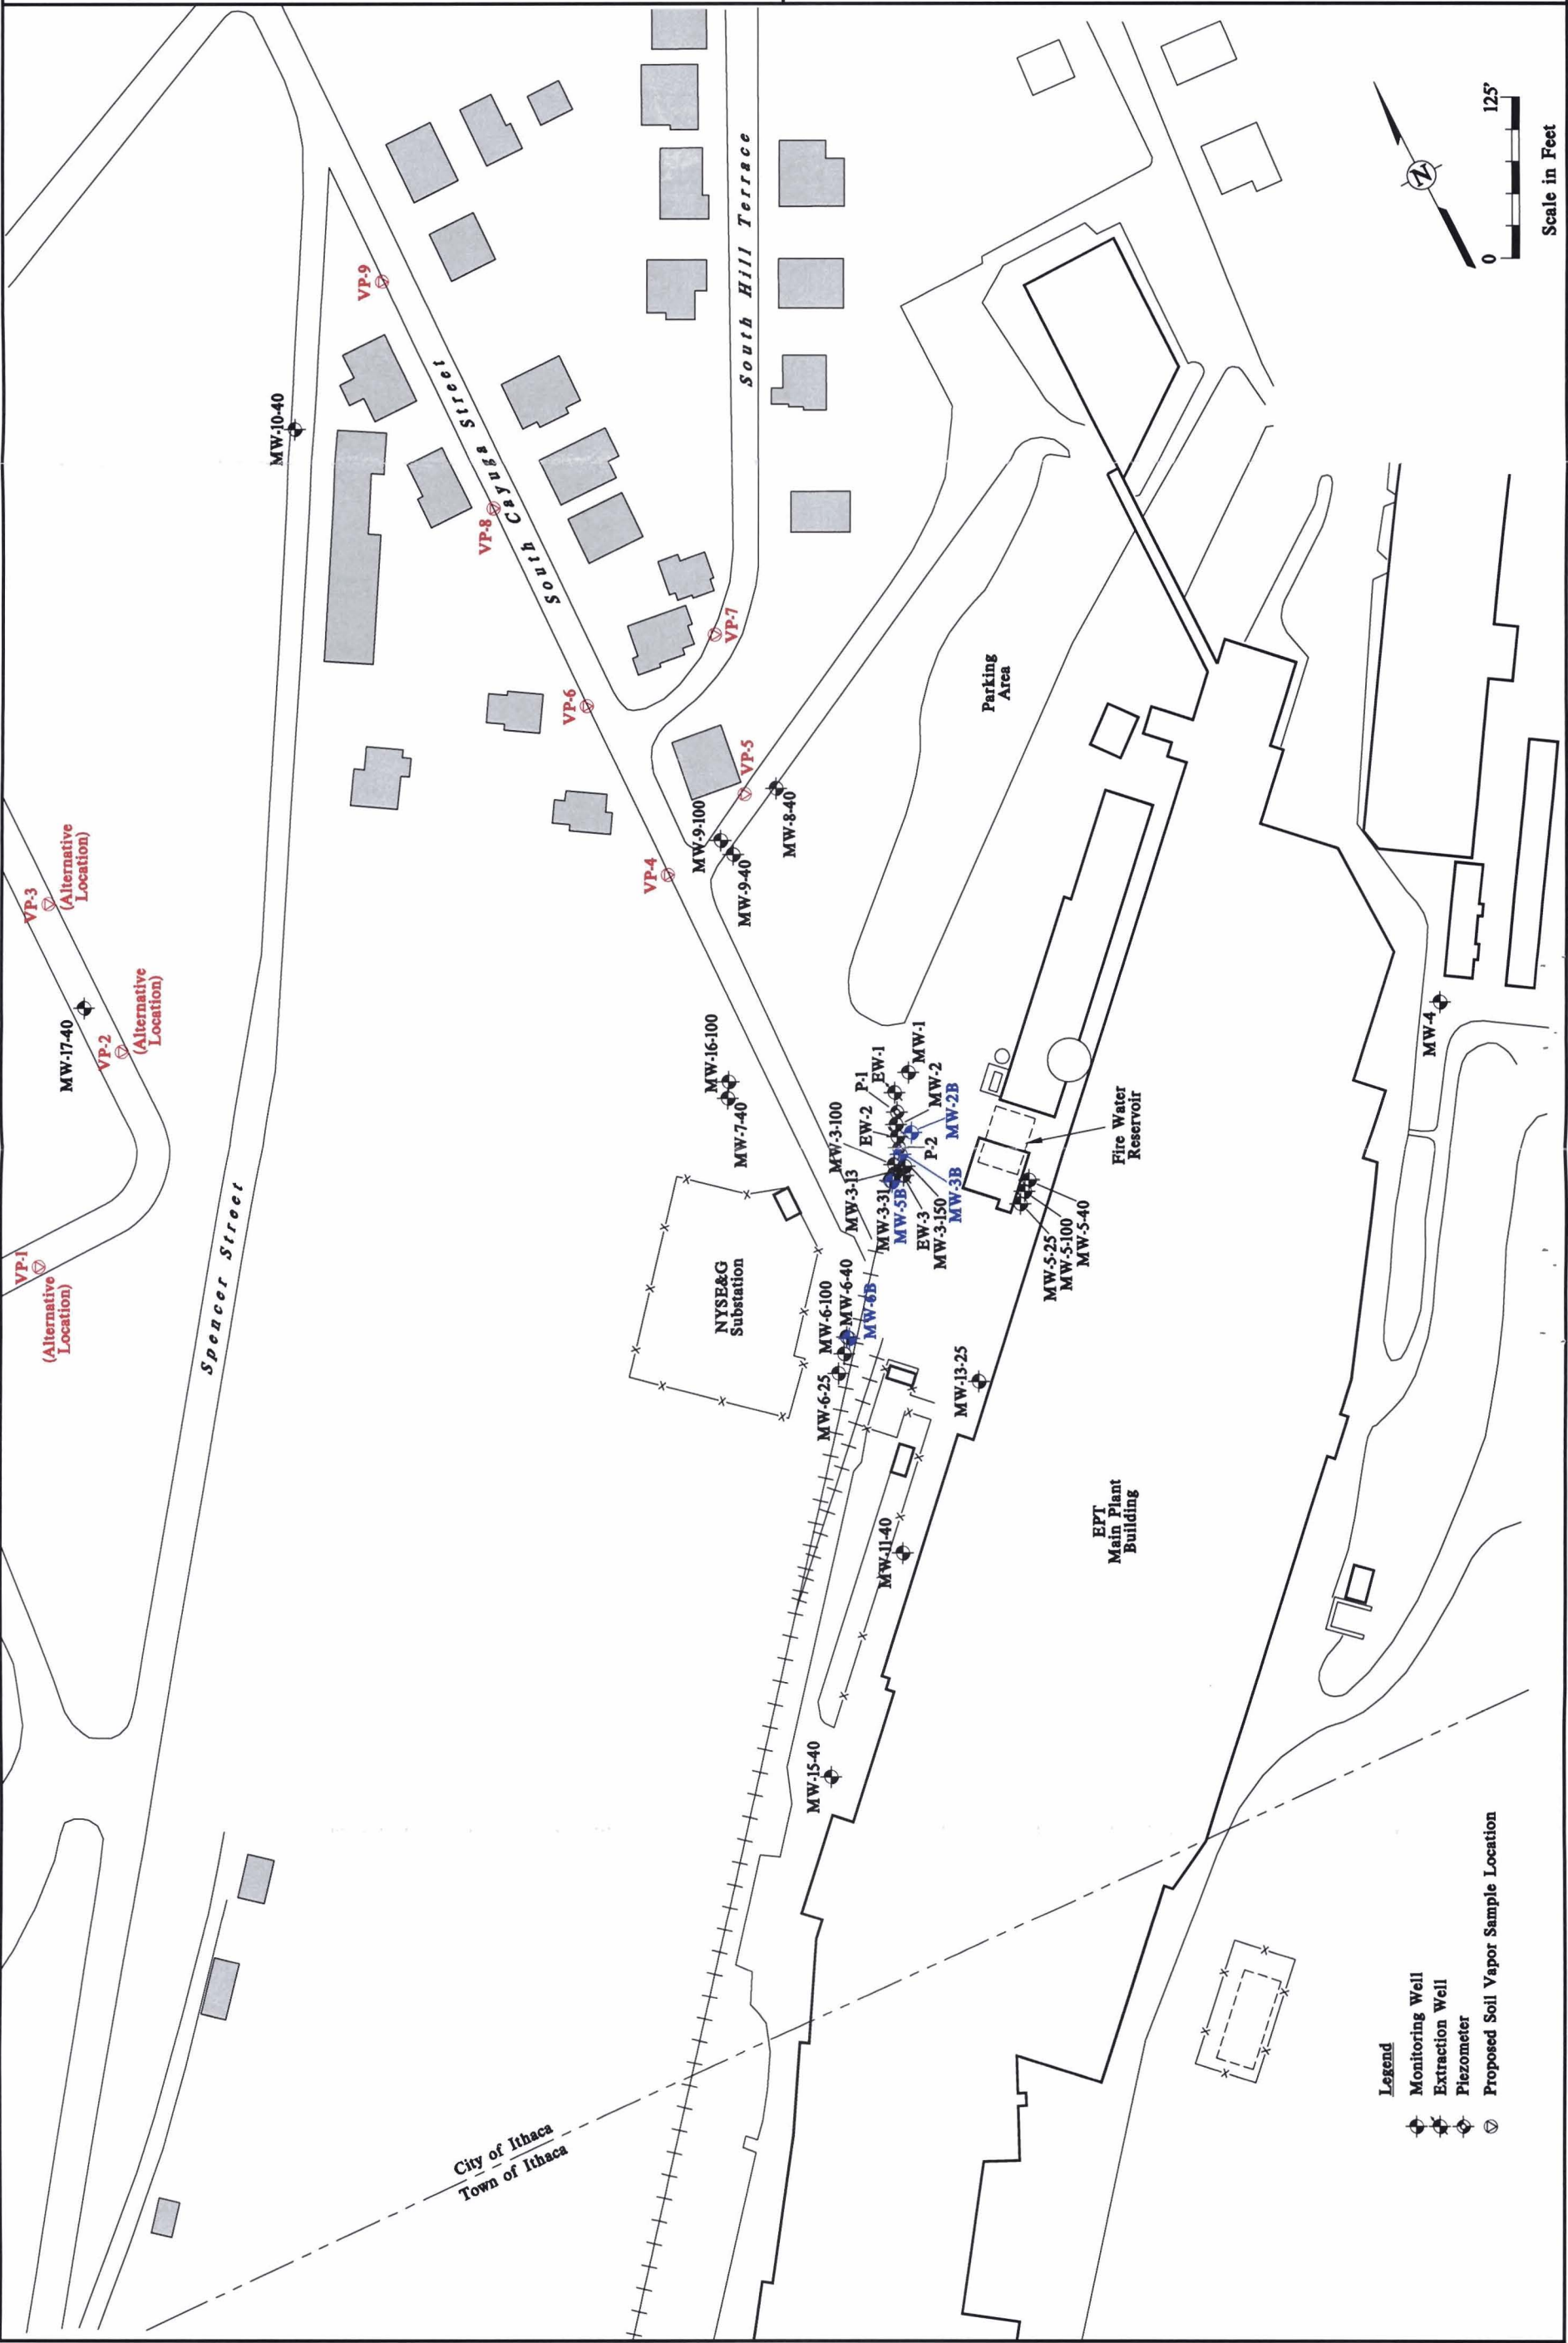 VP-1
(Alternative
Location)
MW-17-40
VP-2
(Alternative
Location)
VP-3
(Alternative
Location)
Spencer Street
MW-10-40
VP-9
VP-8
South Cayuga Street
VP-6
VP-4
South Hill Terrace
VP-7
VP-5
MW-9-100
MW-9-40
MW-8-40
MW-16-100
MW-7-40
NYSE&G
Substation
Parking
Area
MW-3-100
MW-3-13
EW-2
P-1
EW-1
MW-1
MW-2
MW-2B
P-2
MW-3-31
MW-5B
EW-3
MW-3-150
MW-3B
MW-6-25
MW-6-100
MW-6-40
MW-6B
MW-5-25
MW-5-100
MW-5-40
Fire Water
Reservoir
MW-13-25
MW-11-40
MW-15-40
EPT
Main Plant
Building
MW-4
City of Ithaca
Town of Ithaca
Legend
Monitoring Well
Extraction Well
Piezometer
Proposed Soil Vapor Sample Location
N
0
125'
Scale in Feet